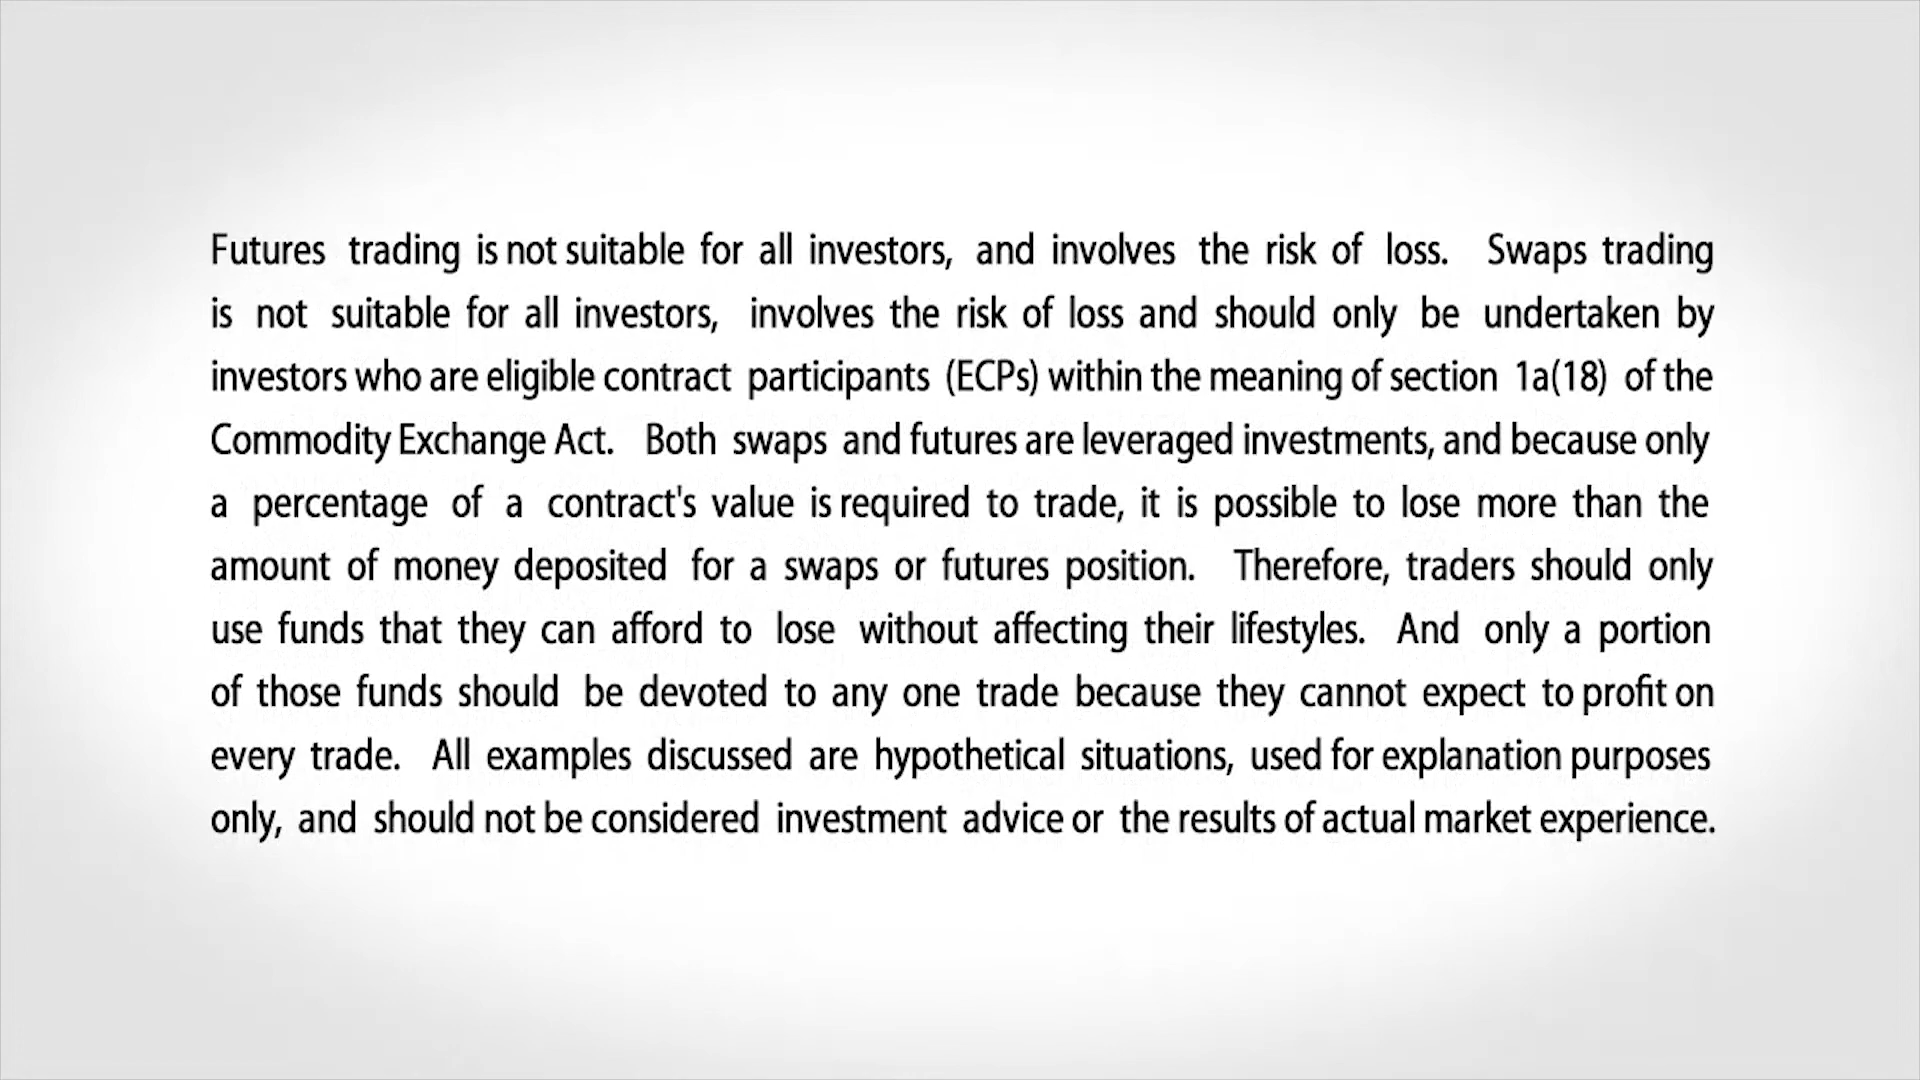 Futures trading is not suitable for all investors, and involves the risk of loss. Swaps trading
is not suitable for all investors, involves the risk of loss and should only be undertaken by
investors who are eligible contract participants (ECPs) within the meaning of section 1a(18) of the
Commodity Exchange Act. Both swaps and futures are leveraged investments, and because only
a percentage of a contract's value is required to trade, it is possible to lose more than the
amount of money deposited for a swaps or futures position. Therefore, traders should only
use funds that they can afford to lose without affecting their lifestyles. And only a portion
of those funds should be devoted to any one trade because they cannot expect to profit on
every trade. All examples discussed are hypothetical situations, used for explanation purposes
only, and should not be considered investment advice or the results of actual market experience.